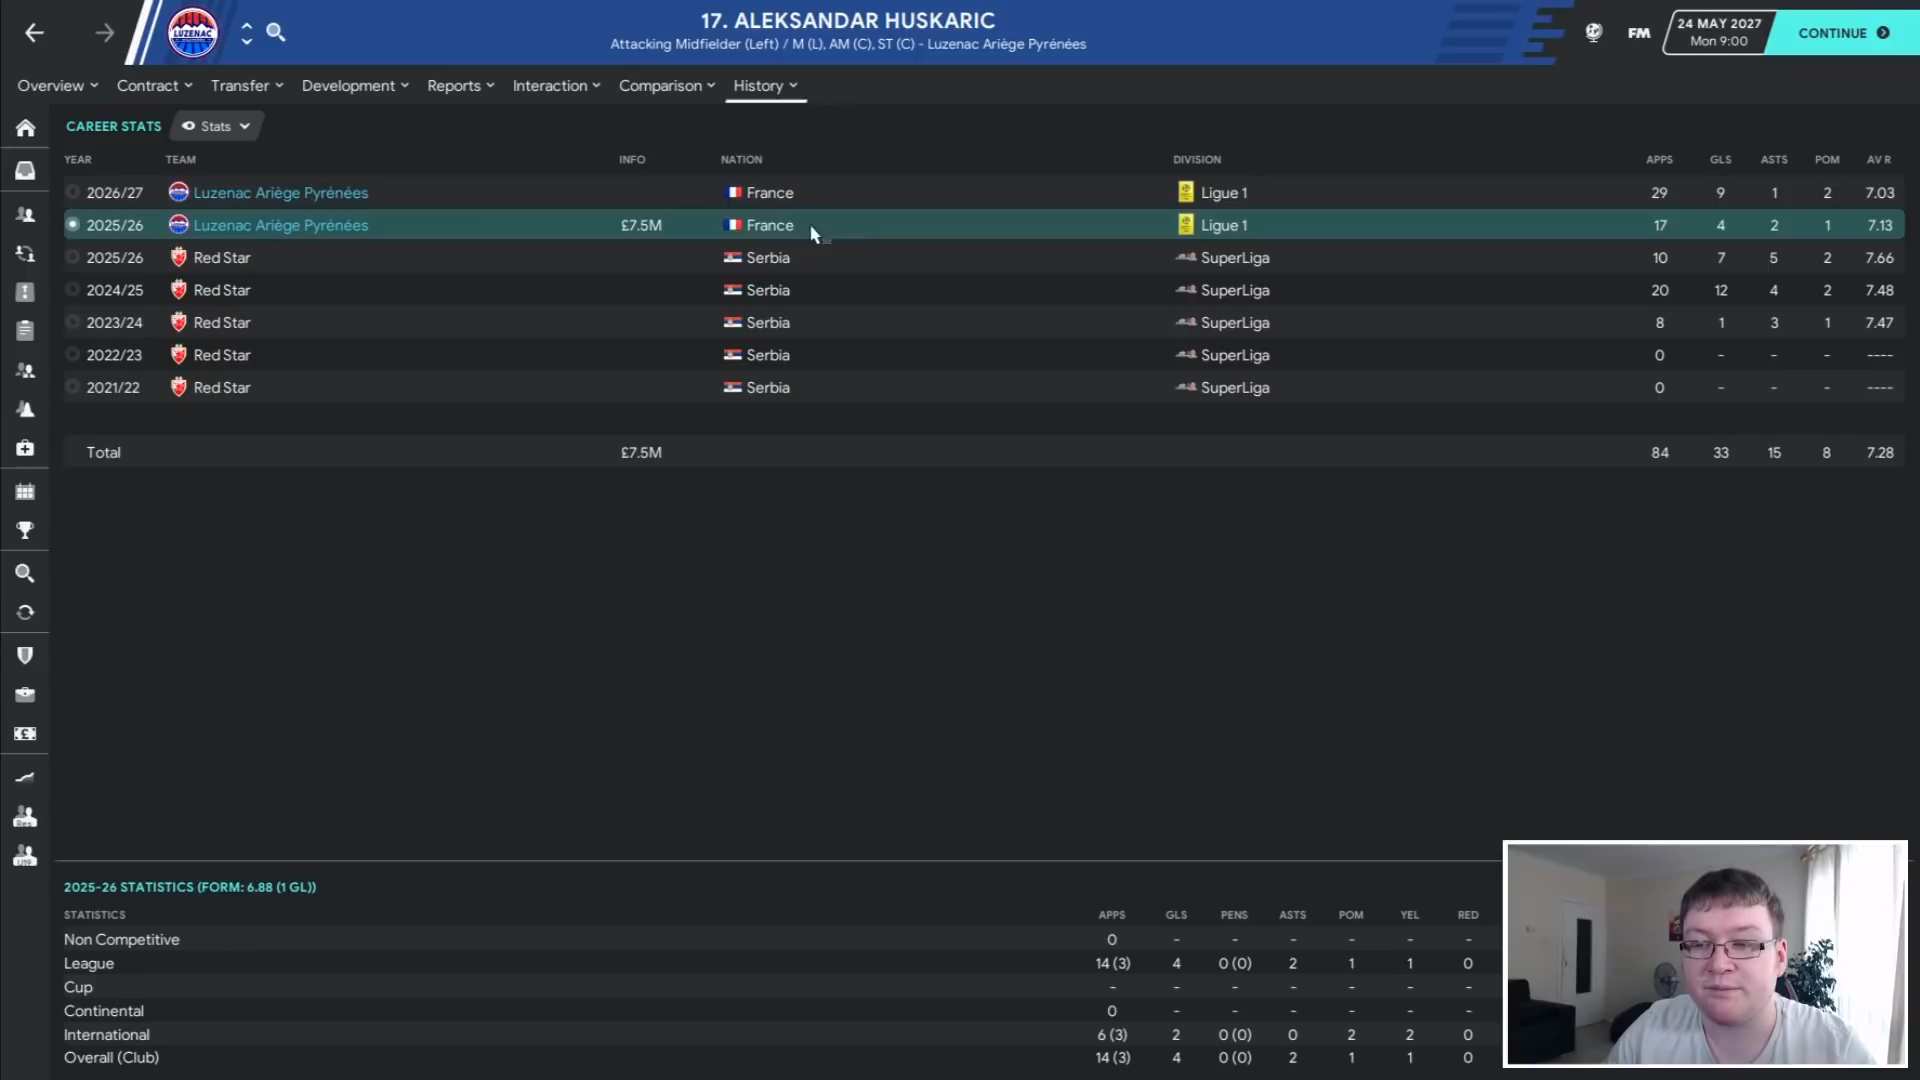 17. ALEKSANDAR HUSKARIC
Attacking Midfielder (Left) / M (L), AM (C), ST (C) - Luzenac Ariège Pyrénées
LUZENAC
FM
24 MAY 2027
Mon 9:00
CONTINUE
Overview Contract Transfer Development Reports Interaction Comparison History
CAREER STATS Stats
YEAR TEAM INFO NATION DIVISION APPS GLS ASTS POM AV R
2026/27 Luzenac Ariège Pyrénées France Ligue 1 29 9 1 2 7.03
2025/26 Luzenac Ariège Pyrénées £7.5M France Ligue 1 17 4 2 1 7.13
2025/26 Red Star Serbia SuperLiga 10 7 5 2 7.66
2024/25 Red Star Serbia SuperLiga 20 12 4 2 7.48
2023/24 Red Star Serbia SuperLiga 8 1 3 1 7.47
2022/23 Red Star Serbia SuperLiga 0 - - - ----
2021/22 Red Star Serbia SuperLiga 0 - - - ----
Total £7.5M 84 33 15 8 7.28
2025-26 STATISTICS (FORM: 6.88 (1 GL))
STATISTICS APPS GLS PENS ASTS POM YEL RED
Non Competitive 0 - - - - - -
League 14 (3) 4 0 (0) 2 1 1 0
Cup - - - - - - -
Continental 0 - - - - - -
International 6 (3) 2 0 (0) 0 2 2 0
Overall (Club) 14 (3) 4 0 (0) 2 1 1 0